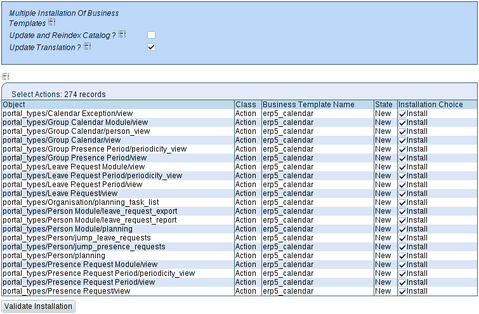 Multiple Installation Of Business
Templates
Update and Reindex Catalog ?
Update Translation ?
Select Actions: 274 records
Object Class Business Template Name State Installation Choice
portal_types/Calendar Exception/view Action erp5_calendar New Install
portal_types/Group Calendar Module/view Action erp5_calendar New Install
portal_types/Group Calendar/person_view Action erp5_calendar New Install
portal_types/Group Calendar/view Action erp5_calendar New Install
portal_types/Group Presence Period/periodicity_view Action erp5_calendar New Install
portal_types/Group Presence Period/view Action erp5_calendar New Install
portal_types/Leave Request Module/view Action erp5_calendar New Install
portal_types/Leave Request Period/periodicity_view Action erp5_calendar New Install
portal_types/Leave Request Period/view Action erp5_calendar New Install
portal_types/Leave Request/view Action erp5_calendar New Install
portal_types/Organisation/planning_task_list Action erp5_calendar New Install
portal_types/Person Module/leave_request_export Action erp5_calendar New Install
portal_types/Person Module/leave_request_report Action erp5_calendar New Install
portal_types/Person Module/planning Action erp5_calendar New Install
portal_types/Person/jump_leave_requests Action erp5_calendar New Install
portal_types/Person/jump_presence_requests Action erp5_calendar New Install
portal_types/Person/planning Action erp5_calendar New Install
portal_types/Presence Request Module/view Action erp5_calendar New Install
portal_types/Presence Request Period/periodicity_view Action erp5_calendar New Install
portal_types/Presence Request Period/view Action erp5_calendar New Install
portal_types/Presence Request/view Action erp5_calendar New Install
Validate Installation